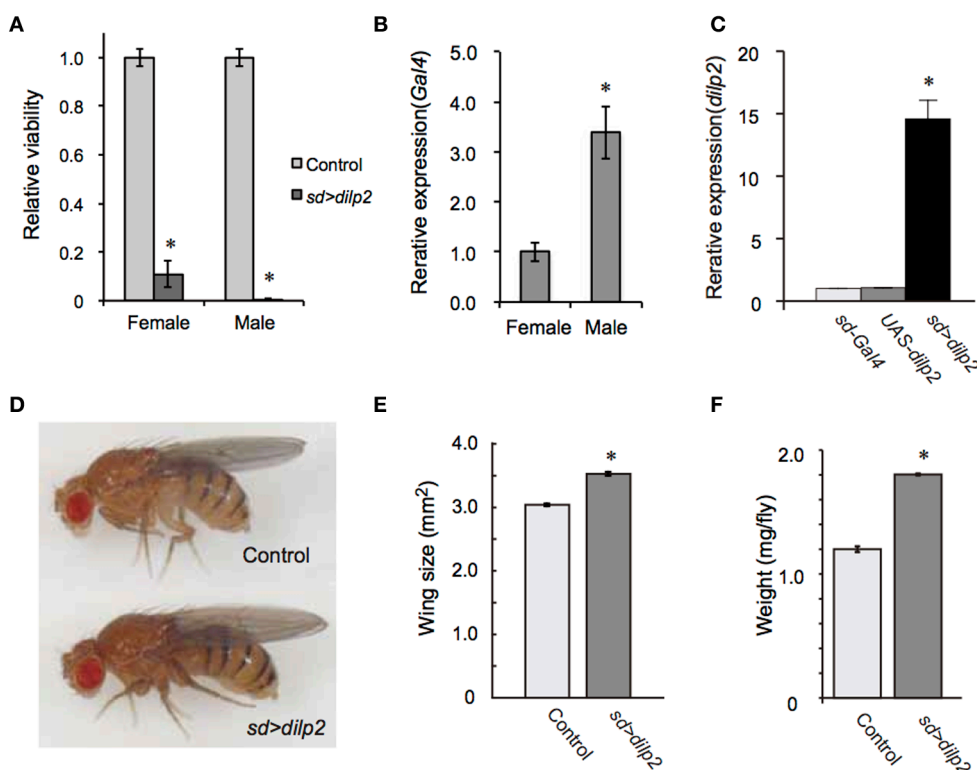 A
Relative viability
1.0
0.8
0.6
0.4
0.2
0
*
*
Female
Male
Control
sd>dilp2
B
Rerative expression(Gal4)
5.0
4.0
3.0
2.0
1.0
0.0
*
Female
Male
C
Rerative expression(dilp2)
20
15
10
5
0
*
sd-Gal4
UAS-dilp2
sd>dilp2
D
Control
sd>dilp2
E
Wing size (mm2)
4.0
3.0
2.0
1.0
0
*
Control
sd>dilp2
F
Weight (mg/fly)
2.0
1.0
0
*
Control
sd>dilp2